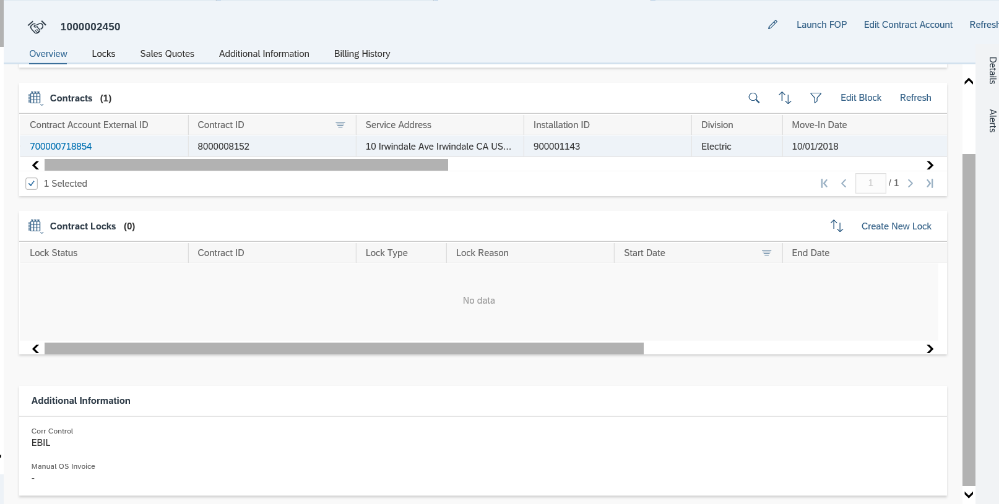 1000002450
Launch FOP Edit Contract Account Refresh
Overview Locks Sales Quotes Additional Information Billing History
Details
Alerts
Contracts (1)
Edit Block Refresh
Contract Account External ID Contract ID Service Address Installation ID Division Move-In Date
700000718854 8000008152 10 Irwindale Ave Irwindale CA US... 900001143 Electric 10/01/2018
1 Selected
1 / 1
Contract Locks (0)
Create New Lock
Lock Status Contract ID Lock Type Lock Reason Start Date End Date
No data
Additional Information
Corr Control
EBIL
Manual OS Invoice
-